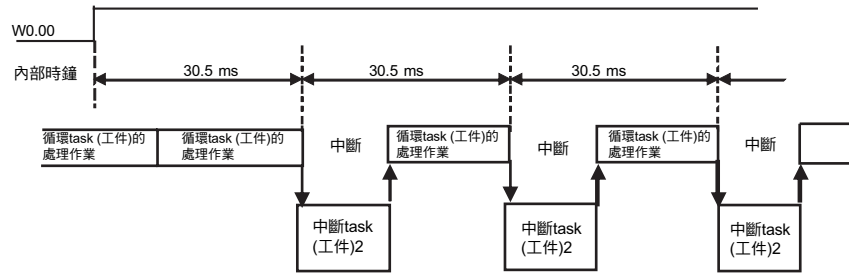 W0.00
內部時鐘
30.5 ms
30.5 ms
30.5 ms
循環task (工件)的
處理作業
循環task (工件)的
處理作業
中斷
循環task (工件)的
處理作業
中斷
循環task (工件)的
處理作業
中斷
中斷task
(工件)2
中斷task
(工件)2
中斷task
(工件)2